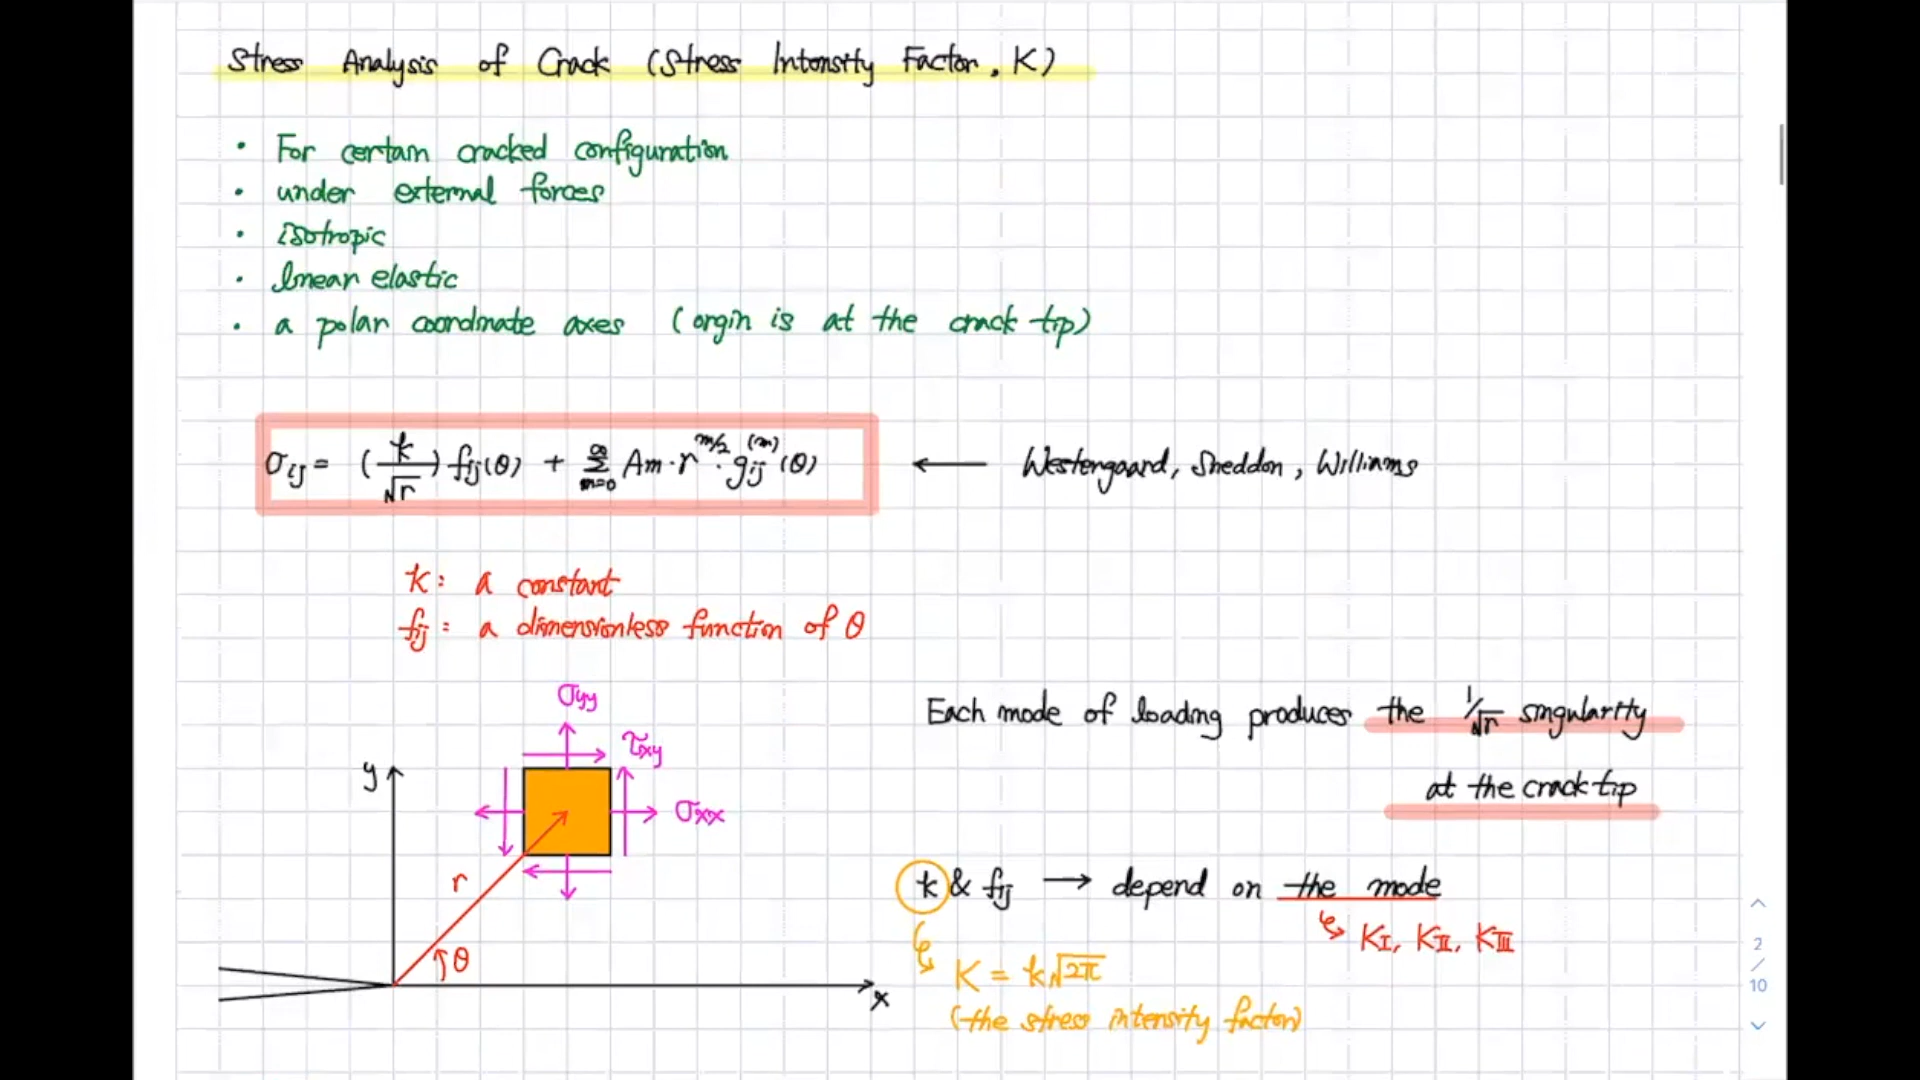 Stress Analysis of Crack (Stress Intensity Factor, K)
• For certain cracked configuration
• under external forces
• isotropic
• linear elastic
• a polar coordinate axes (orgin is at the crack tip)
σij = (k/√r) fij(θ) + ∞Σm=0 Am·r^m/2·gij^(m)(θ) ← Westergaard, Sneddon, Williams
k: a constant
fij: a dimensionless function of θ
σyy
τxy
σxx
y
r
θ
x
Each mode of loading produces the 1/√r singularity
at the crack tip
k & fij → depend on the mode
KI, KII, KIII
K = k√2π
(the stress intensity factor)
2
/
10